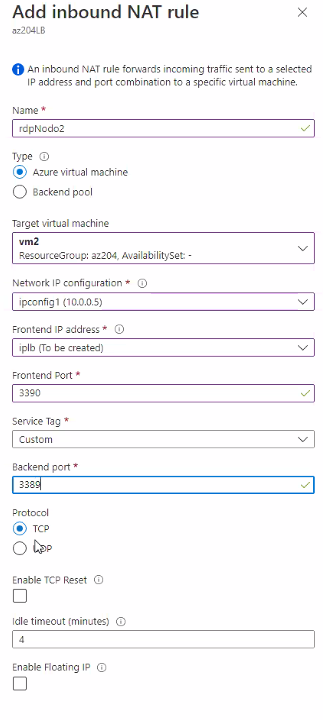 Add inbound NAT rule
az204LB
An inbound NAT rule forwards incoming traffic sent to a selected
IP address and port combination to a specific virtual machine.
Name *
rdpNodo2
Type
Azure virtual machine
Backend pool
Target virtual machine
vm2
ResourceGroup: az204, AvailabilitySet: -
Network IP configuration *
ipconfig1 (10.0.0.5)
Frontend IP address *
iplb (To be created)
Frontend Port *
3390
Service Tag *
Custom
Backend port *
3389
Protocol
TCP
Enable TCP Reset
Idle timeout (minutes)
4
Enable Floating IP